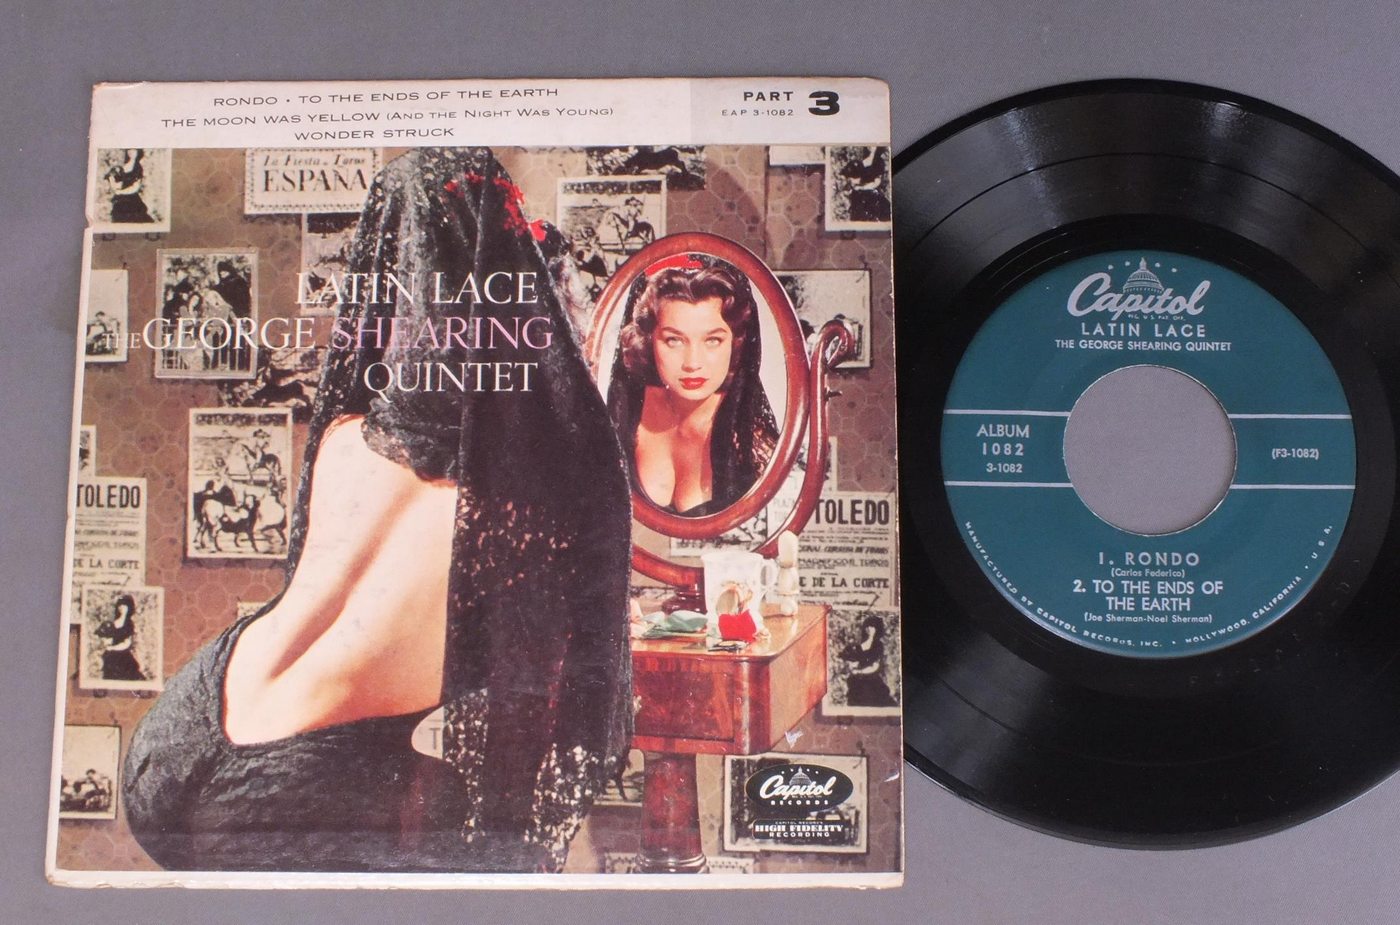 RONDO • TO THE ENDS OF THE EARTH
THE MOON WAS YELLOW (AND THE NIGHT WAS YOUNG)
WONDER STRUCK
PART 3
EAP 3-1082
La Fiesta de Toros
ESPAÑA
LATIN LACE
THE GEORGE SHEARING
QUINTET
TOLEDO
DE LA CORTE
TOLEDO
E DE LA CORTE
Capitol
RECORDS
CAPITOL RECORDS
HIGH FIDELITY
RECORDING
Capitol
LATIN LACE
THE GEORGE SHEARING QUINTET
ALBUM
1082
3-1082
(F3-1082)
1. RONDO
(Carlos Federico)
2. TO THE ENDS OF
THE EARTH
(Joe Sherman-Noel Sherman)
MANUFACTURED BY CAPITOL RECORDS, INC. • HOLLYWOOD, CALIFORNIA • U.S.A.